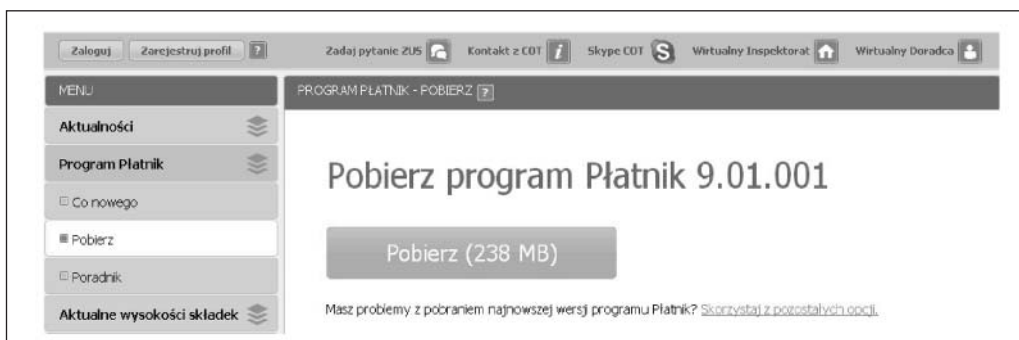 Zaloguj Zarejestruj profil ? Zadaj pytanie ZUS Kontakt z COT i Skype COT S Wirtualny Inspektorat Wirtualny Doradca
MENU
PROGRAM PŁATNIK - POBIERZ ?
Aktualności
Program Płatnik
Co nowego
Pobierz
Poradnik
Aktualne wysokości składek
Pobierz program Płatnik 9.01.001
Pobierz (238 MB)
Masz problemy z pobraniem najnowszej wersji programu Płatnik? Skorzystaj z pozostałych opcji.